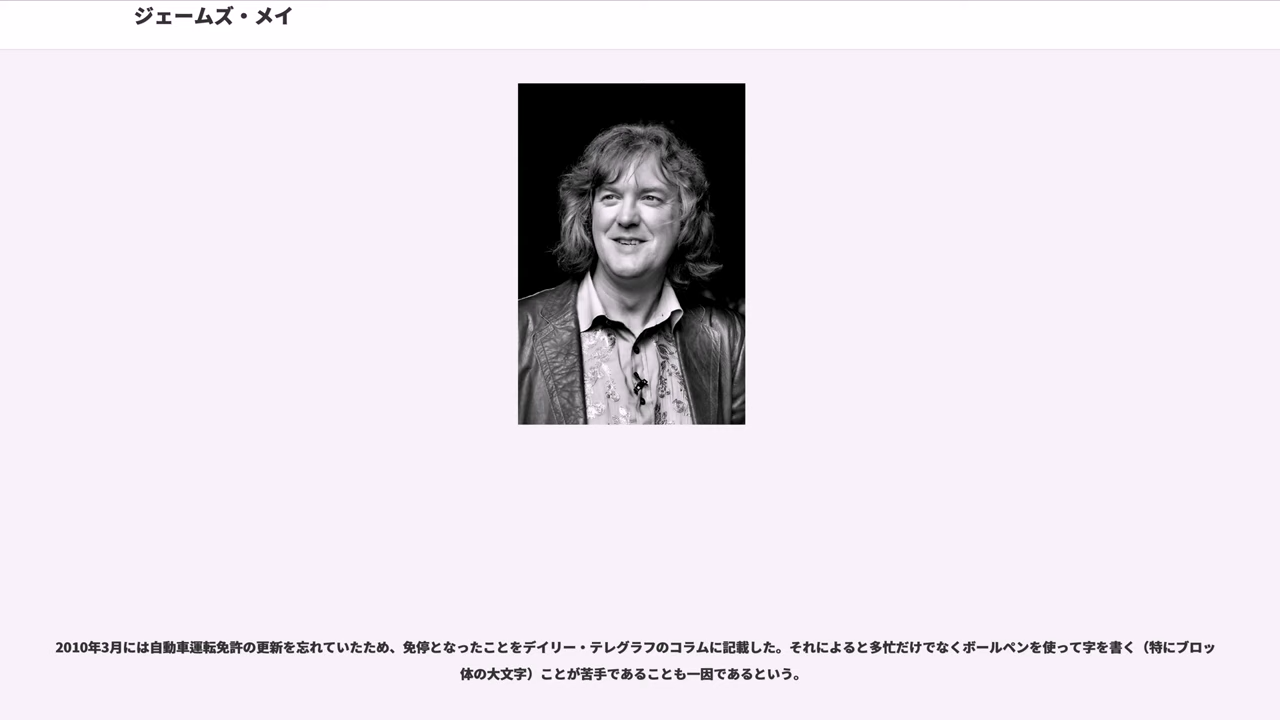 ジェームズ・メイ
2010年3月には自動車運転免許の更新を忘れていたため、免停となったことをデイリー・テレグラフのコラムに記載した。それによると多忙だけでなくボールペンを使って字を書く（特にブロッ
体の大文字）ことが苦手であることも一因であるという。